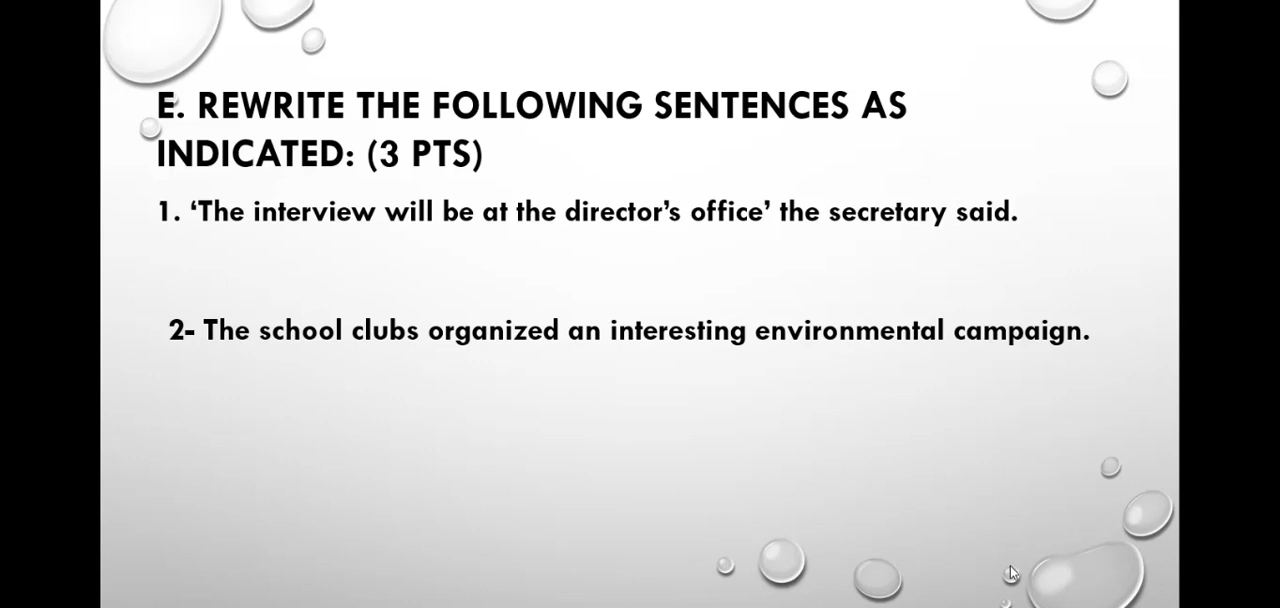 E. REWRITE THE FOLLOWING SENTENCES AS
INDICATED: (3 PTS)
1. ‘The interview will be at the director’s office’ the secretary said.
2- The school clubs organized an interesting environmental campaign.